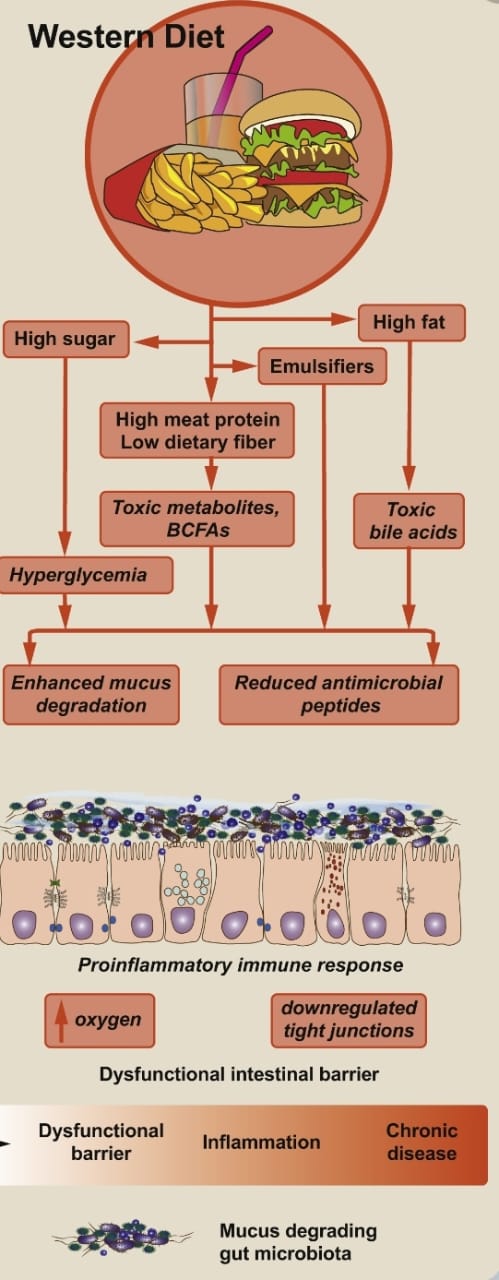 Western Diet
High fat
High sugar
Emulsifiers
High meat protein
Low dietary fiber
Toxic metabolites,
BCFAs
Toxic
bile acids
Hyperglycemia
Enhanced mucus
degradation
Reduced antimicrobial
peptides
Proinflammatory immune response
oxygen
downregulated
tight junctions
Dysfunctional intestinal barrier
Dysfunctional
barrier
Inflammation
Chronic
disease
Mucus degrading
gut microbiota